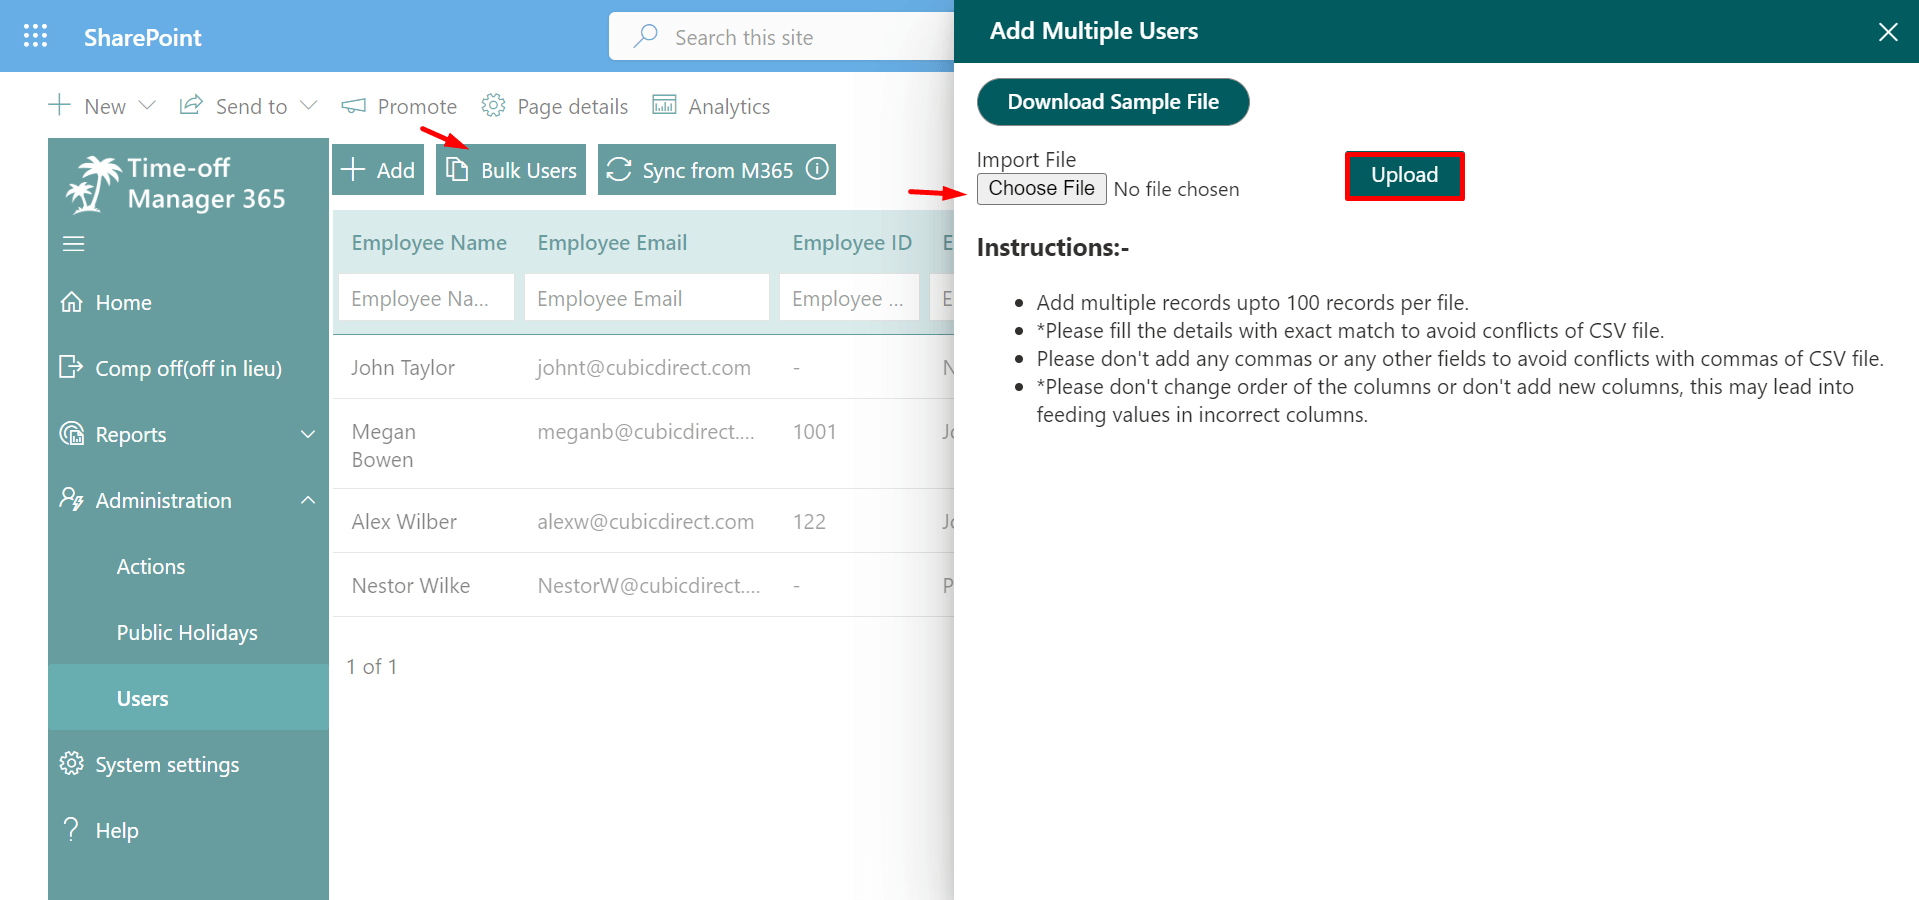 SharePoint
Search this site
New
Send to
Promote
Page details
Analytics
Time-off
Manager 365
Home
Comp off(off in lieu)
Reports
Administration
Actions
Public Holidays
Users
System settings
Help
Add
Bulk Users
Sync from M365
Employee Name Employee Email Employee ID E
Employee Na... Employee Email Employee ... E
John Taylor johnt@cubicdirect.com - N
Megan
Bowen
meganb@cubicdirect.... 1001 Jo
Alex Wilber alexw@cubicdirect.com 122 Jo
Nestor Wilke NestorW@cubicdirect.... - P
1 of 1
Add Multiple Users
Download Sample File
Import File
Choose File No file chosen
Upload
Instructions:-
Add multiple records upto 100 records per file.
*Please fill the details with exact match to avoid conflicts of CSV file.
Please don't add any commas or any other fields to avoid conflicts with commas of CSV file.
*Please don't change order of the columns or don't add new columns, this may lead into
feeding values in incorrect columns.